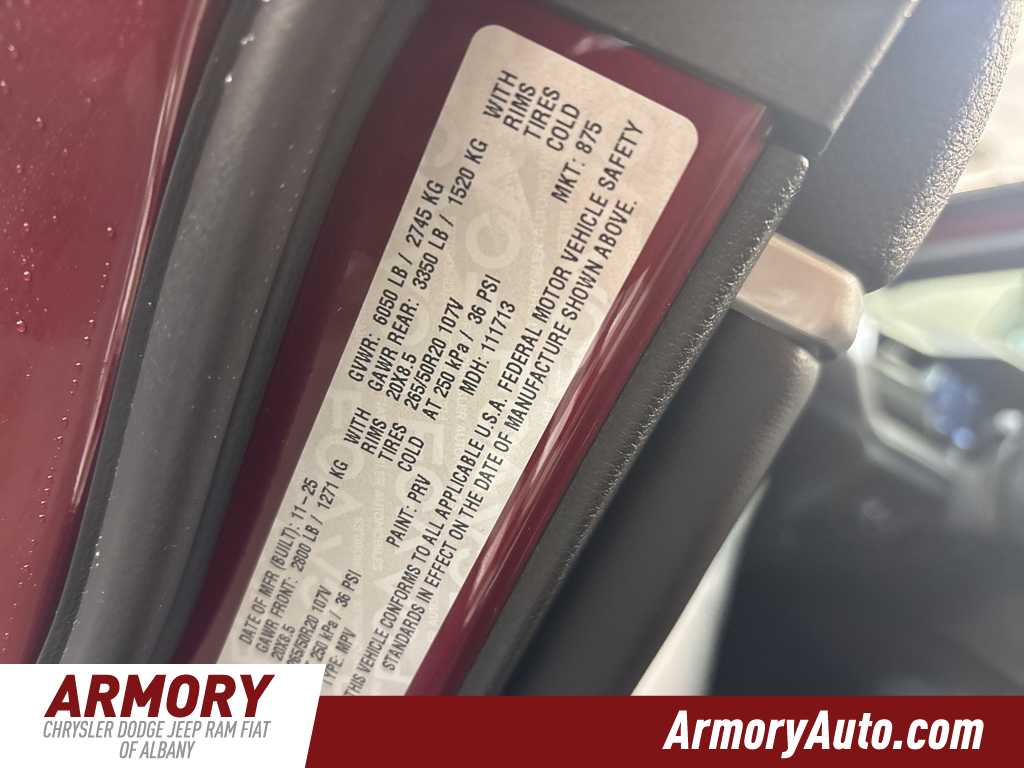 DATE OF MFR (BUILT): 11-25 GVWR: 6050 LB / 2745 KG
GAWR FRONT: 2800 LB / 1271 KG WITH GAWR REAR: 3350 LB / 1520 KG WITH
20X8.5 RIMS 20X8.5 RIMS
265/50R20 107V TIRES 265/50R20 107V TIRES
AT 250 kPa / 36 PSI COLD AT 250 kPa / 36 PSI COLD
TYPE: MPV PAINT: PRV MDH: 111713 MKT: 875
THIS VEHICLE CONFORMS TO ALL APPLICABLE U.S.A. FEDERAL MOTOR VEHICLE SAFETY
STANDARDS IN EFFECT ON THE DATE OF MANUFACTURE SHOWN ABOVE.
ARMORY
CHRYSLER DODGE JEEP RAM FIAT
OF ALBANY
ArmoryAuto.com